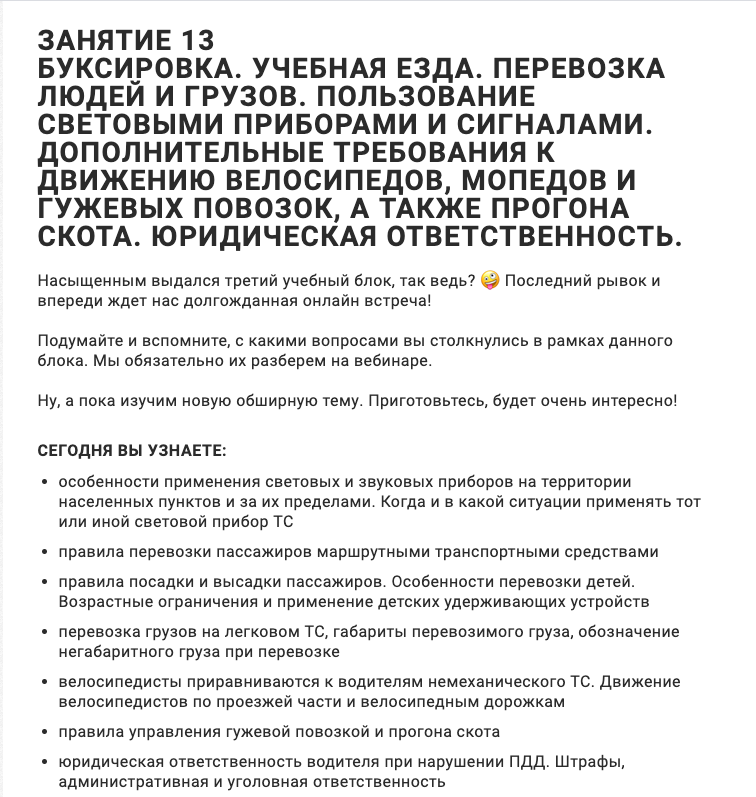 ЗАНЯТИЕ 13
БУКСИРОВКА. УЧЕБНАЯ ЕЗДА. ПЕРЕВОЗКА
ЛЮДЕЙ И ГРУЗОВ. ПОЛЬЗОВАНИЕ
СВЕТОВЫМИ ПРИБОРАМИ И СИГНАЛАМИ.
ДОПОЛНИТЕЛЬНЫЕ ТРЕБОВАНИЯ К
ДВИЖЕНИЮ ВЕЛОСИПЕДОВ, МОПЕДОВ И
ГУЖЕВЫХ ПОВОЗОК, А ТАКЖЕ ПРОГОНА
СКОТА. ЮРИДИЧЕСКАЯ ОТВЕТСТВЕННОСТЬ.
Насыщенным выдался третий учебный блок, так ведь? 🤪 Последний рывок и
впереди ждет нас долгожданная онлайн встреча!
Подумайте и вспомните, с какими вопросами вы столкнулись в рамках данного
блока. Мы обязательно их разберем на вебинаре.
Ну, а пока изучим новую обширную тему. Приготовьтесь, будет очень интересно!
СЕГОДНЯ ВЫ УЗНАЕТЕ:
• особенности применения световых и звуковых приборов на территории
населенных пунктов и за их пределами. Когда и в какой ситуации применять тот
или иной световой прибор ТС
• правила перевозки пассажиров маршрутными транспортными средствами
• правила посадки и высадки пассажиров. Особенности перевозки детей.
Возрастные ограничения и применение детских удерживающих устройств
• перевозка грузов на легковом ТС, габариты перевозимого груза, обозначение
негабаритного груза при перевозке
• велосипедисты приравниваются к водителям немеханического ТС. Движение
велосипедистов по проезжей части и велосипедным дорожкам
• правила управления гужевой повозкой и прогона скота
• юридическая ответственность водителя при нарушении ПДД. Штрафы,
административная и уголовная ответственность